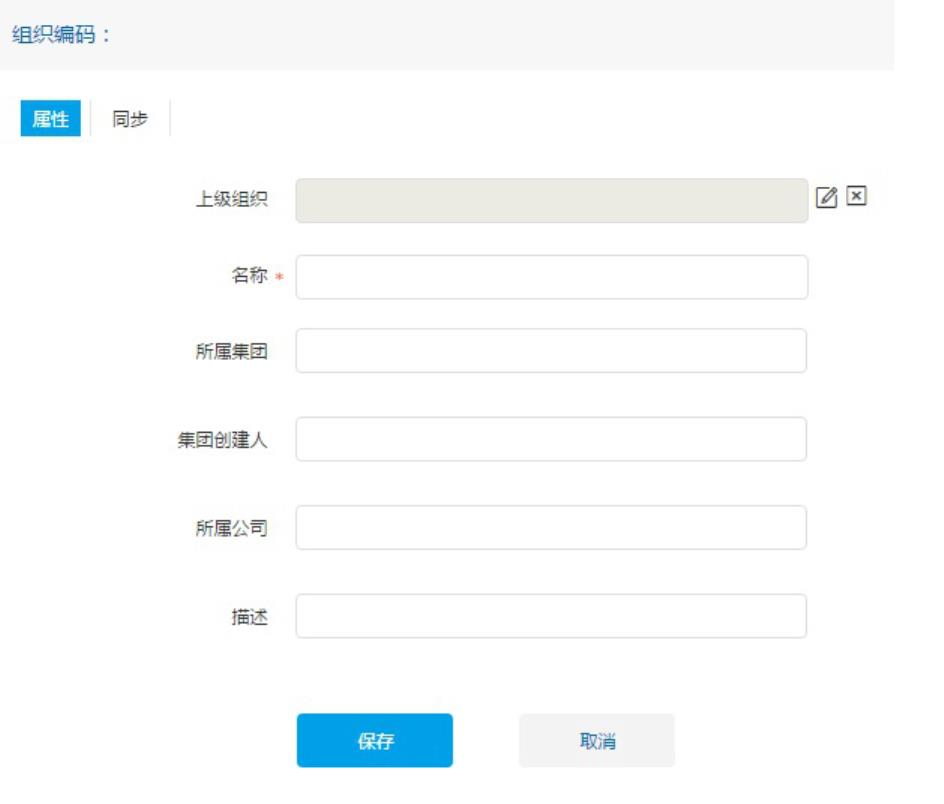 组织编码：
属性 同步
上级组织
名称 *
所属集团
集团创建人
所属公司
描述
保存 取消